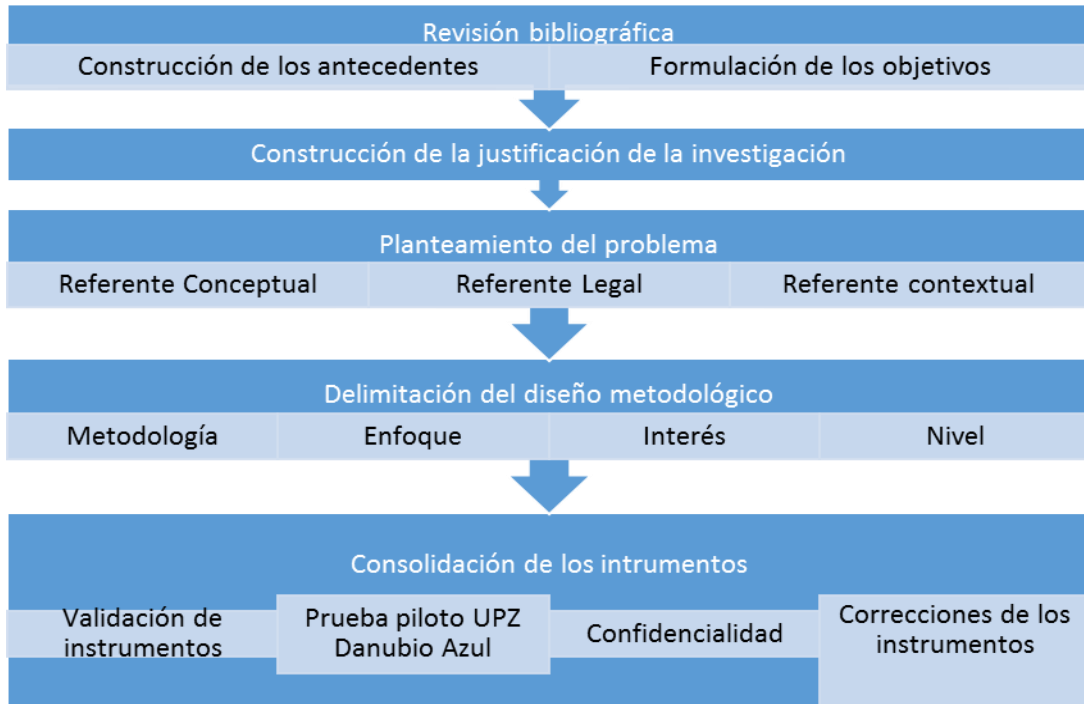 Revisión bibliográfica
Construcción de los antecedentes
Formulación de los objetivos
Construcción de la justificación de la investigación
Planteamiento del problema
Referente Conceptual
Referente Legal
Referente contextual
Delimitación del diseño metodológico
Metodología
Enfoque
Interés
Nivel
Consolidación de los intrumentos
Validación de
instrumentos
Prueba piloto UPZ
Danubio Azul
Confidencialidad
Correcciones de los
instrumentos